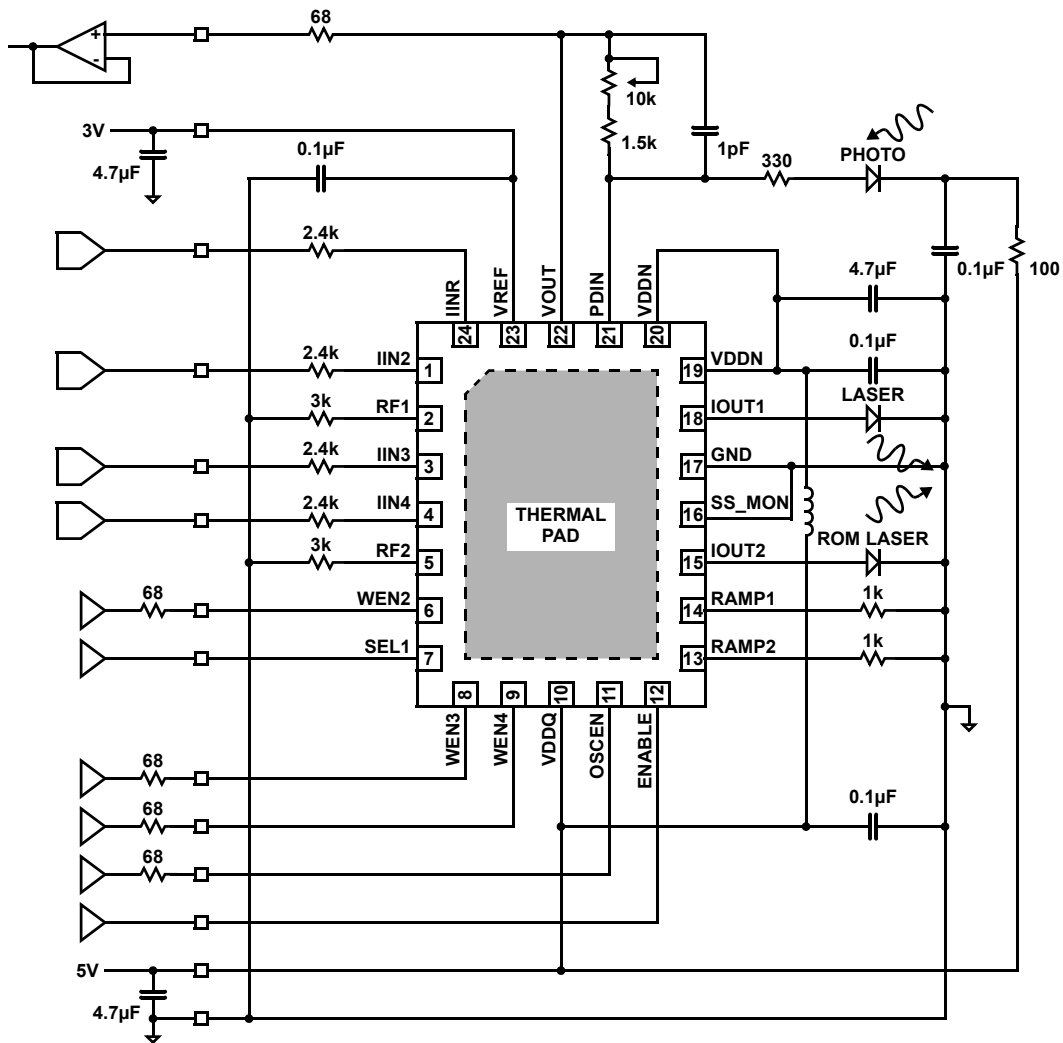 68
+
-
10k
3V
1.5k
1pF
PHOTO
4.7µF
0.1µF
330
2.4k
0.1µF
100
4.7µF
IINR
VREF
VOUT
PDIN
VDDN
24
23
22
21
20
2.4k
IIN2
1
19
VDDN
0.1µF
3k
RF1
2
18
IOUT1
LASER
2.4k
IIN3
3
17
GND
2.4k
IIN4
4
16
SS_MON
THERMAL
PAD
3k
RF2
5
15
IOUT2
ROM LASER
68
WEN2
6
14
RAMP1
1k
SEL1
7
13
RAMP2
1k
8
9
10
11
12
WEN3
WEN4
VDDQ
OSCEN
ENABLE
68
68
0.1µF
68
5V
4.7µF